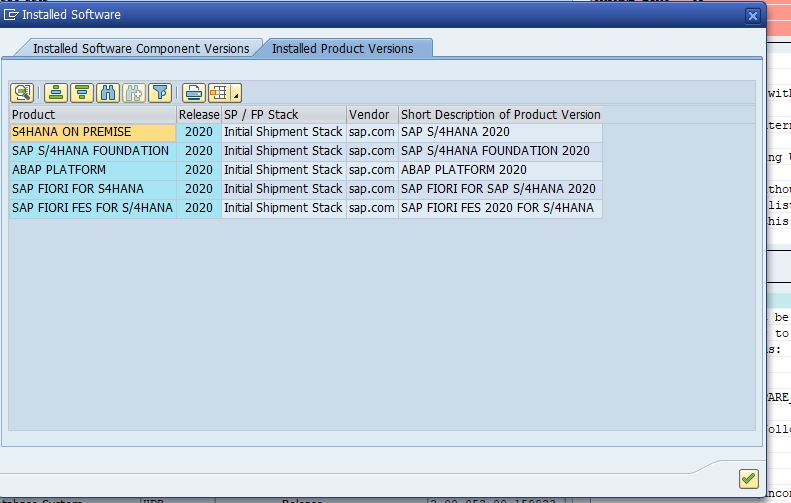 Installed Software
Installed Software Component Versions Installed Product Versions
Product Release SP / FP Stack Vendor Short Description of Product Version
S4HANA ON PREMISE 2020 Initial Shipment Stack sap.com SAP S/4HANA 2020
SAP S/4HANA FOUNDATION 2020 Initial Shipment Stack sap.com SAP S/4HANA FOUNDATION 2020
ABAP PLATFORM 2020 Initial Shipment Stack sap.com ABAP PLATFORM 2020
SAP FIORI FOR S4HANA 2020 Initial Shipment Stack sap.com SAP FIORI FOR SAP S/4HANA 2020
SAP FIORI FES FOR S/4HANA 2020 Initial Shipment Stack sap.com SAP FIORI FES 2020 FOR S/4HANA
be
to